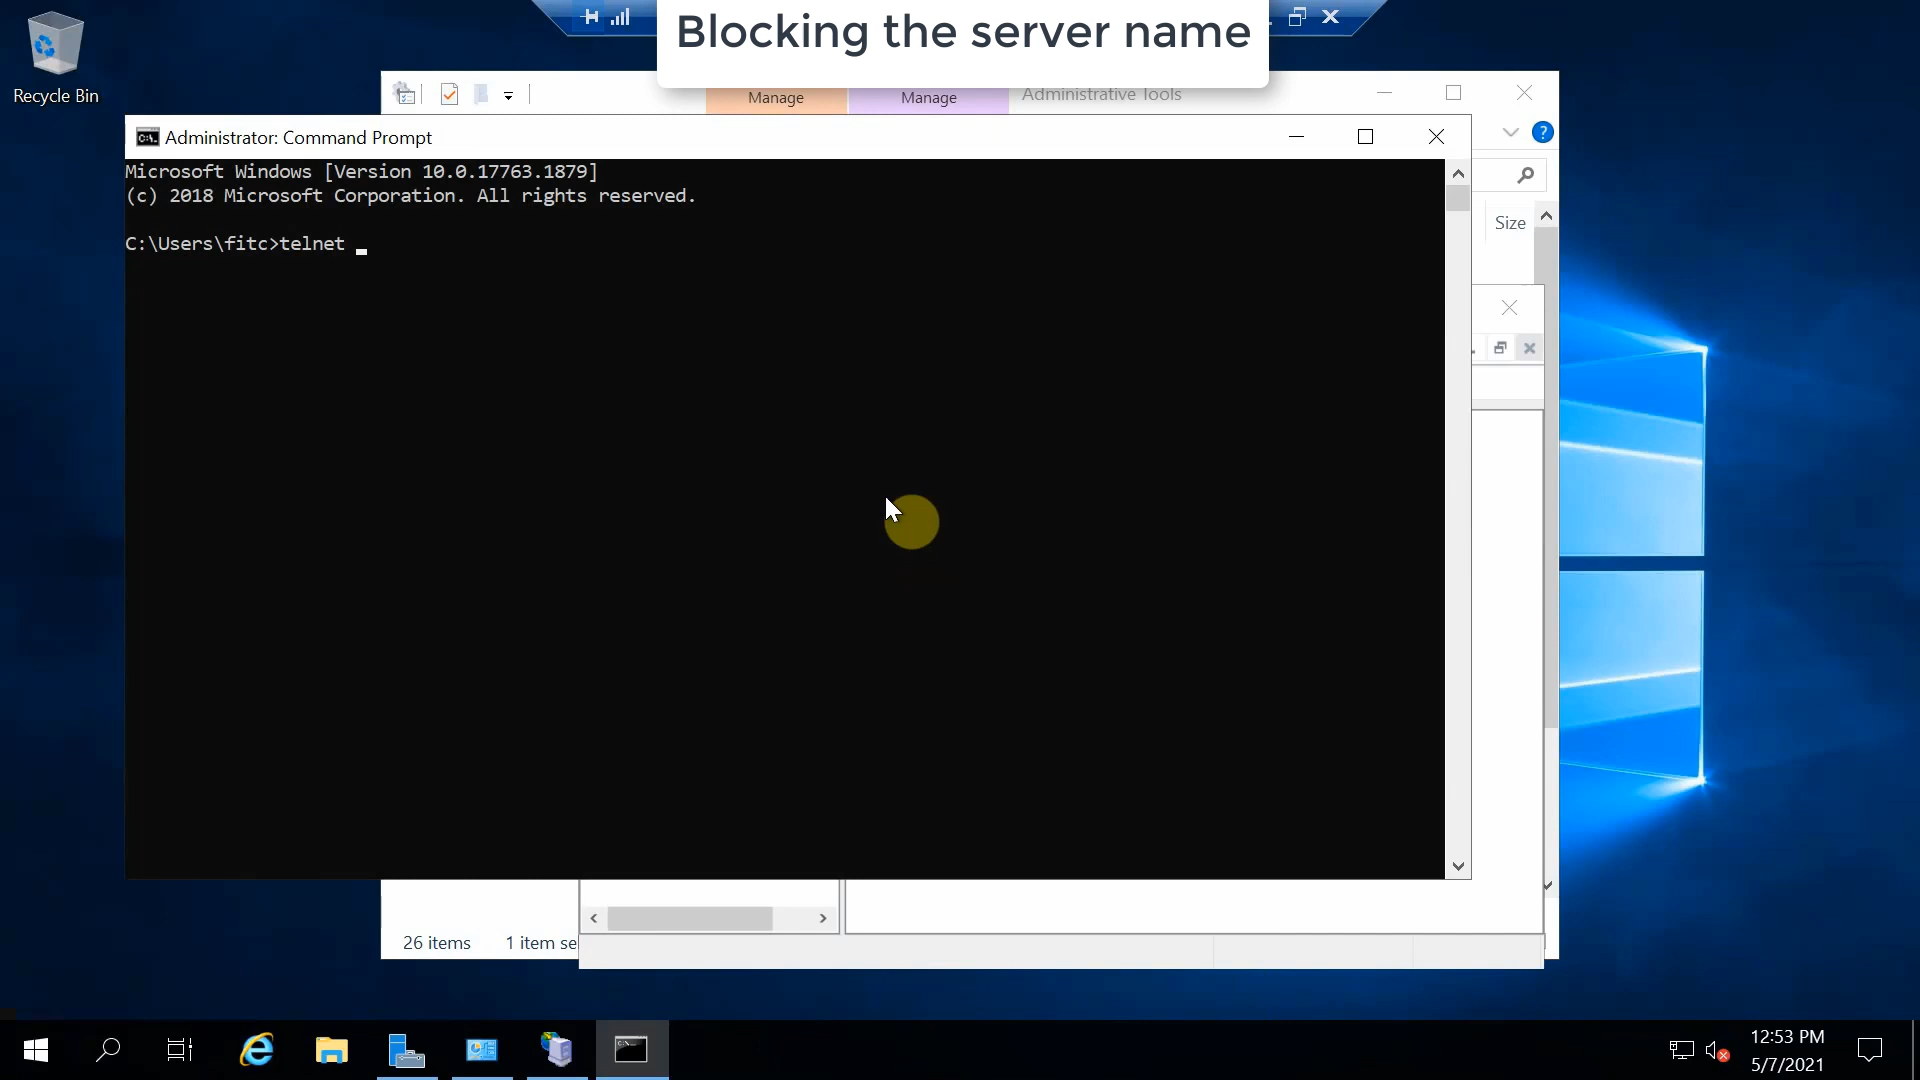 Blocking the server name
Recycle Bin
Manage
Manage
Administrative Tools
Administrator: Command Prompt
Microsoft Windows [Version 10.0.17763.1879]
(c) 2018 Microsoft Corporation. All rights reserved.
C:\Users\fitc>telnet
Size
26 items
1 item se
12:53 PM
5/7/2021